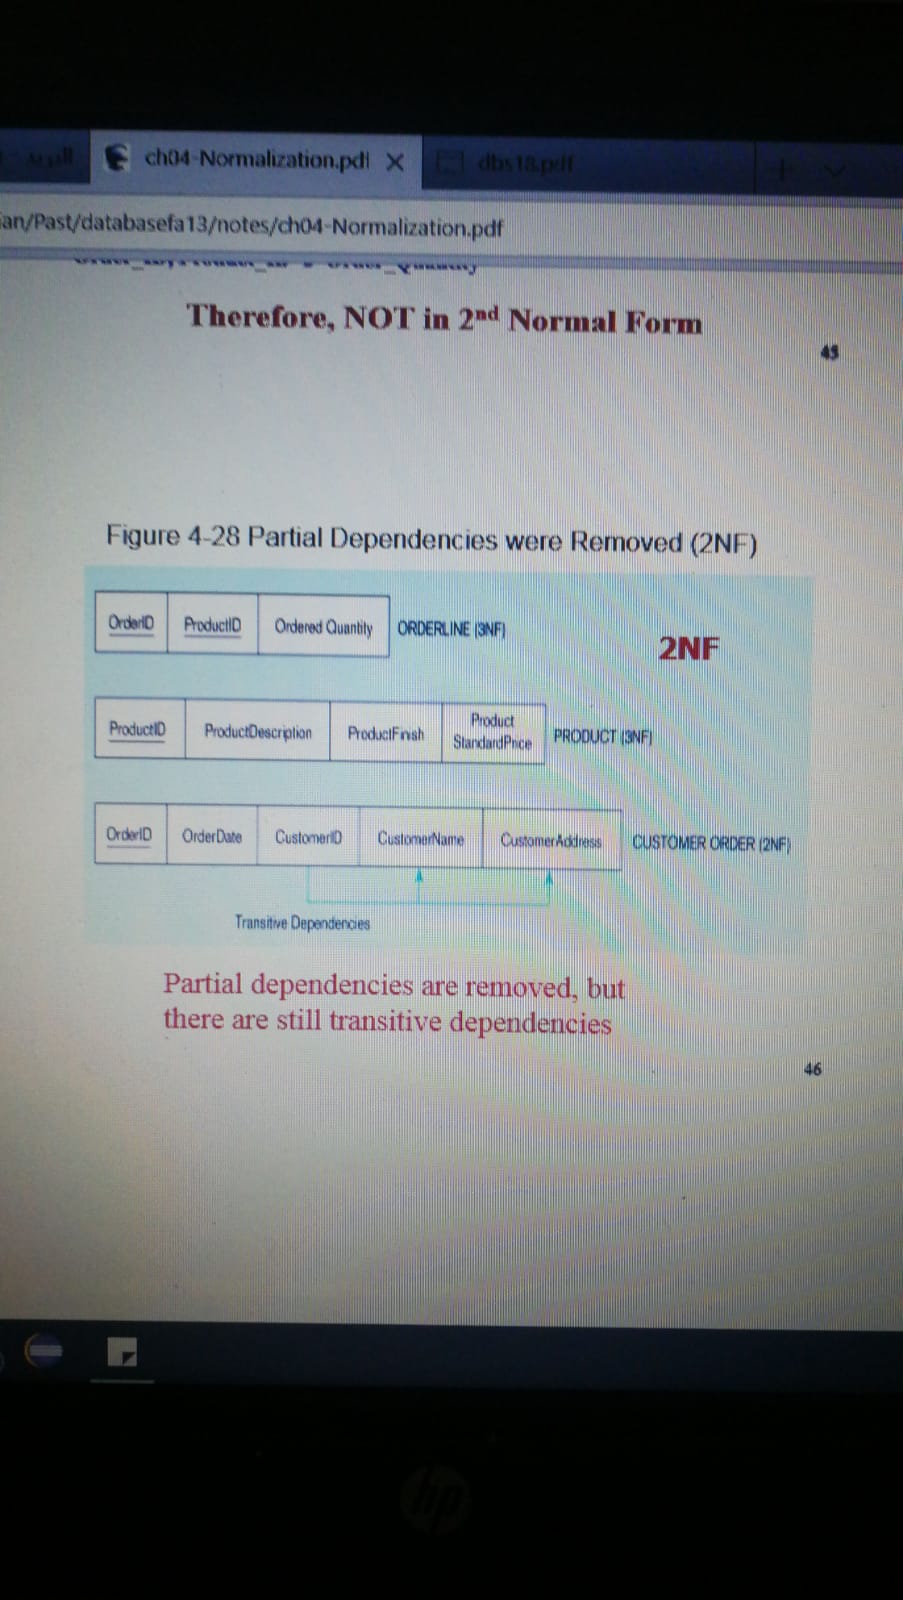 ch04-Normalization.pdf X
dbs18.pdf
an/Past/databasefa13/notes/ch04-Normalization.pdf
Therefore, NOT in 2nd Normal Form
45
Figure 4-28 Partial Dependencies were Removed (2NF)
OrderID ProductID Ordered Quantity ORDERLINE (3NF)
2NF
ProductID ProductDescription ProductFinish Product StandardPrice PRODUCT (3NF)
OrderID OrderDate CustomerID CustomerName CustomerAddress CUSTOMER ORDER (2NF)
Transitive Dependencies
Partial dependencies are removed, but
there are still transitive dependencies
46
hp